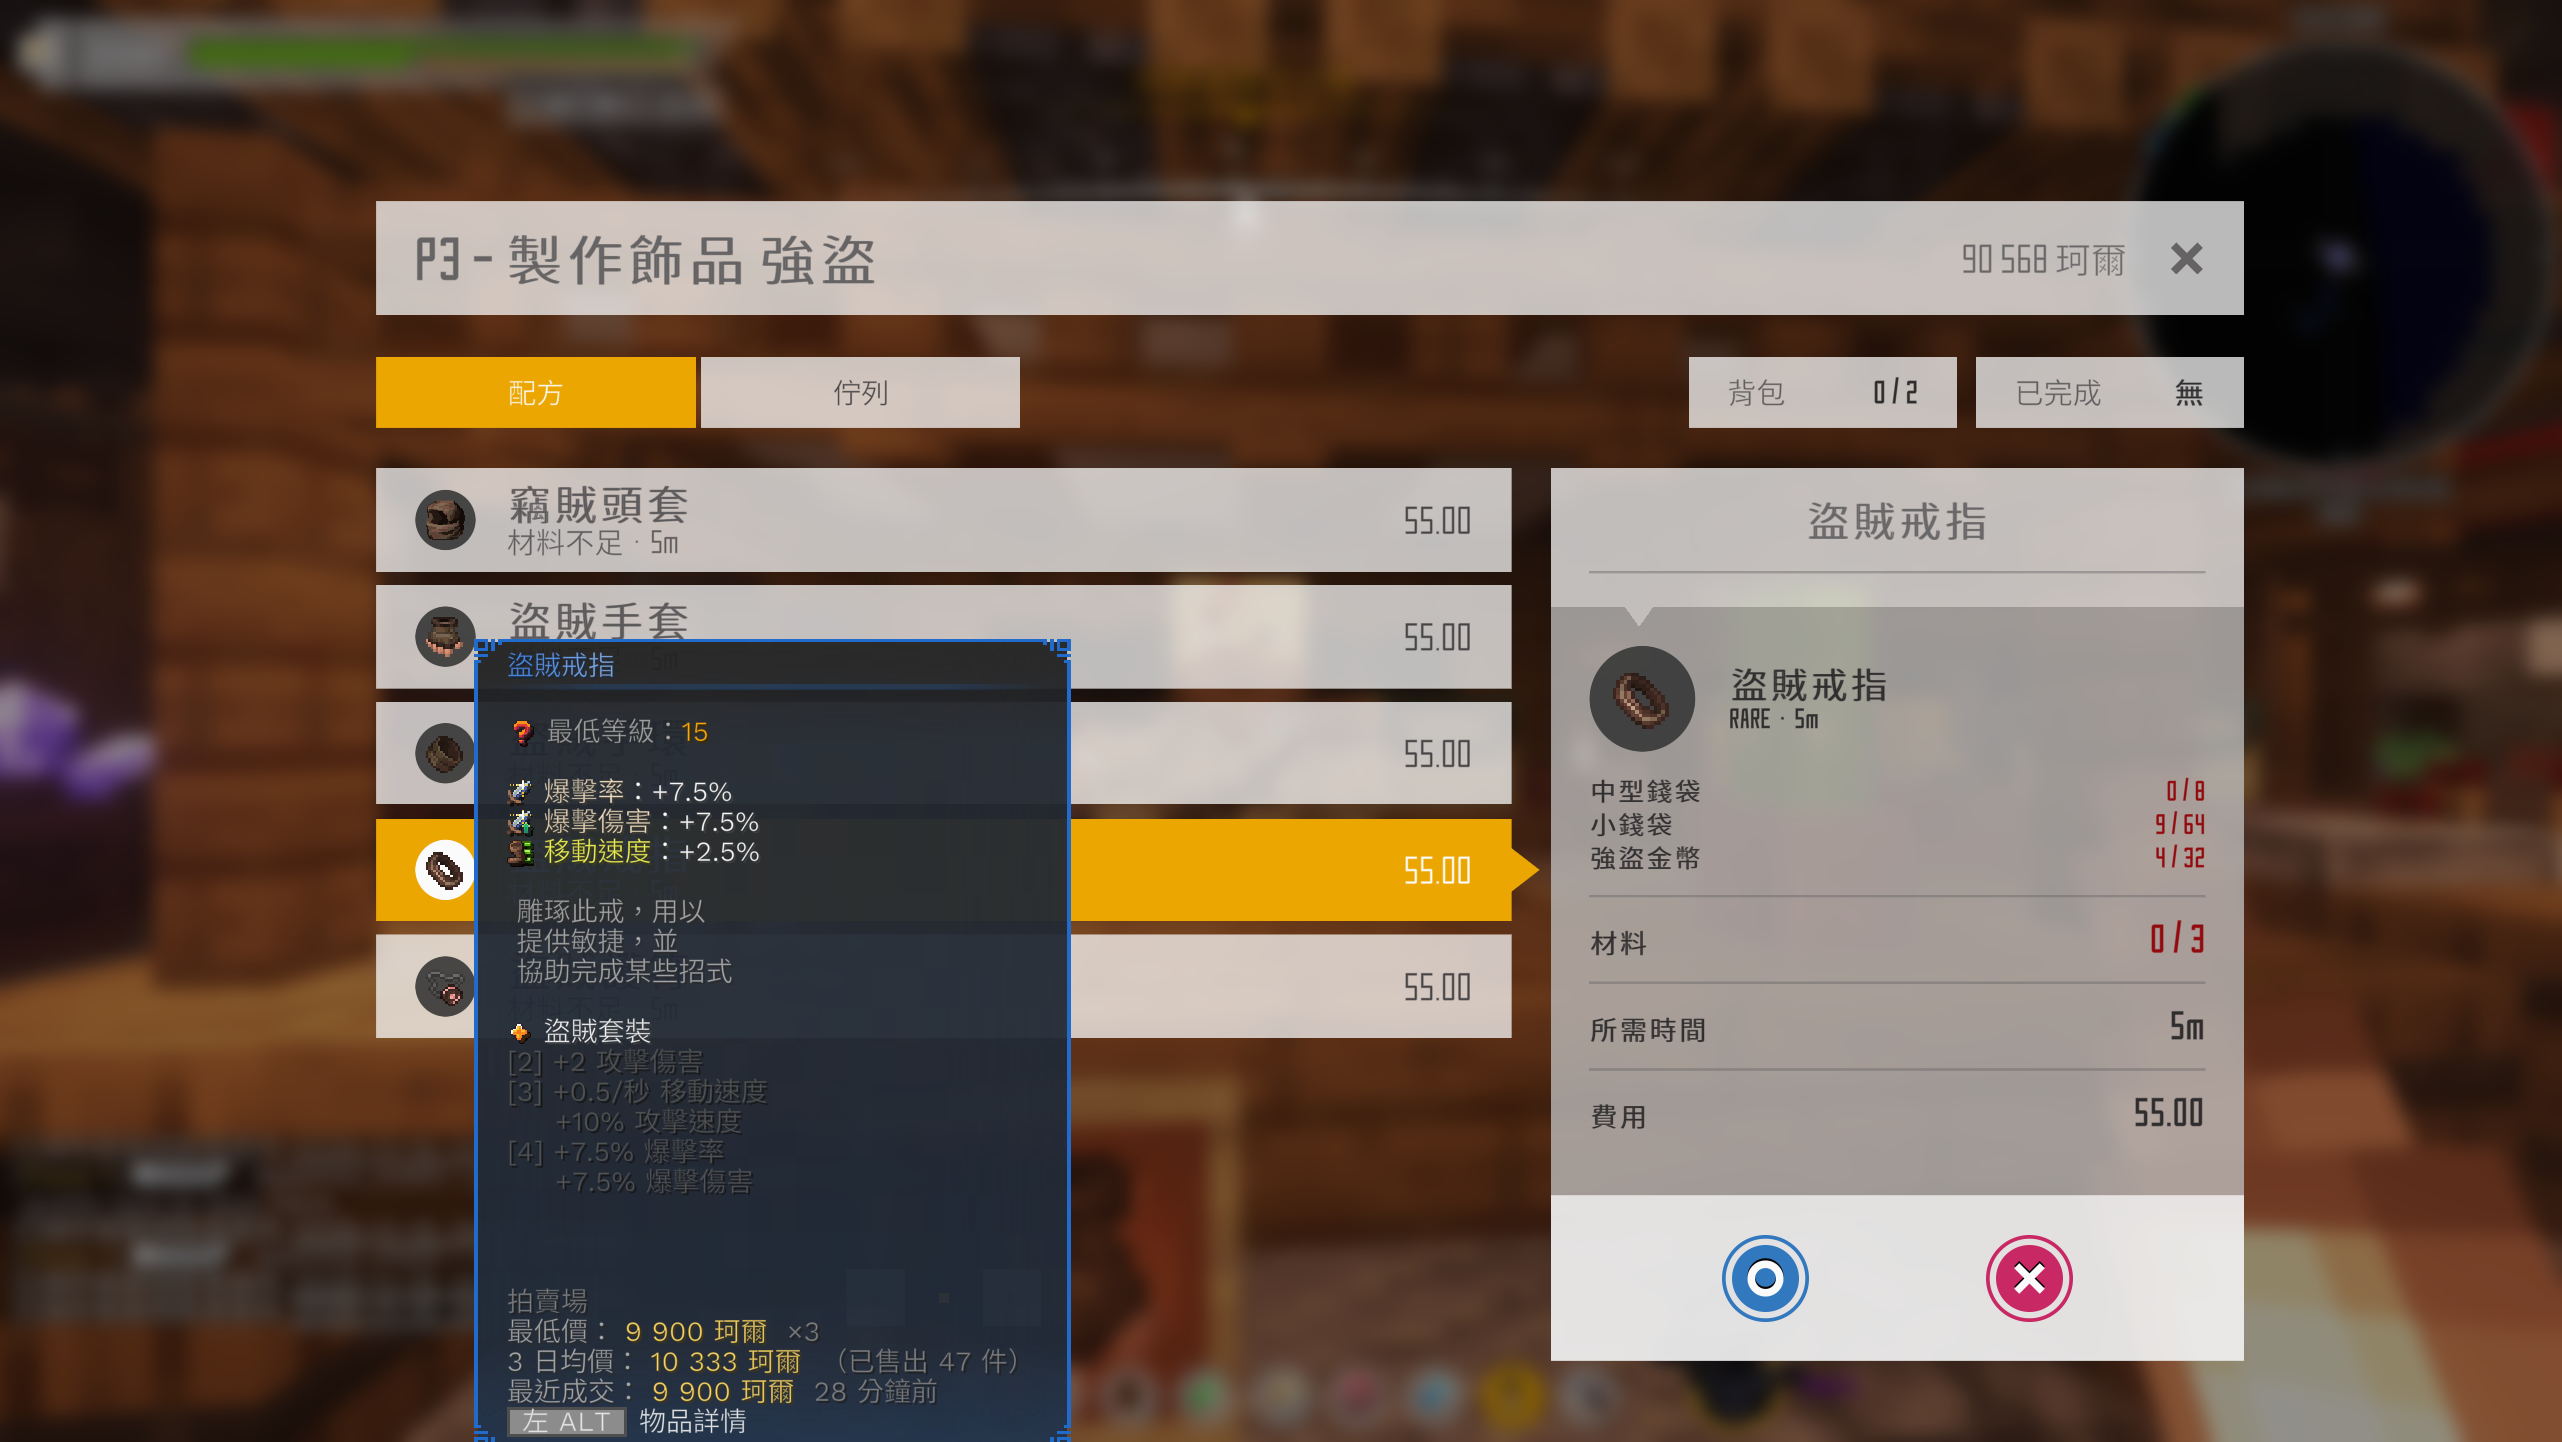 P3 - 製作飾品 強盜
90 568 珂爾
配方
佇列
背包 0/2
已完成 無
竊賊頭套
材料不足 · 5m
55.00
盜賊手套
55.00
55.00
55.00
55.00
盜賊戒指
最低等級：15
爆擊率：+7.5%
爆擊傷害：+7.5%
移動速度：+2.5%
雕琢此戒，用以
提供敏捷，並
協助完成某些招式
盜賊套裝
[2] +2 攻擊傷害
[3] +0.5/秒 移動速度
+10% 攻擊速度
[4] +7.5% 爆擊率
+7.5% 爆擊傷害
拍賣場
最低價： 9 900 珂爾 ×3
3 日均價： 10 333 珂爾 （已售出 47 件）
最近成交： 9 900 珂爾 28 分鐘前
左 ALT 物品詳情
盜賊戒指
盜賊戒指
RARE · 5m
中型錢袋 0/8
小錢袋 9/64
強盜金幣 4/32
材料 0/3
所需時間 5m
費用 55.00